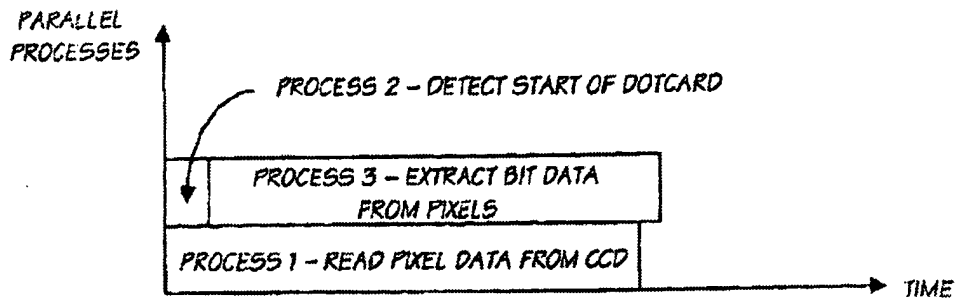 PARALLEL
PROCESSES
PROCESS 2 – DETECT START OF DOTCARD
PROCESS 3 – EXTRACT BIT DATA
FROM PIXELS
PROCESS 1 – READ PIXEL DATA FROM CCD
TIME